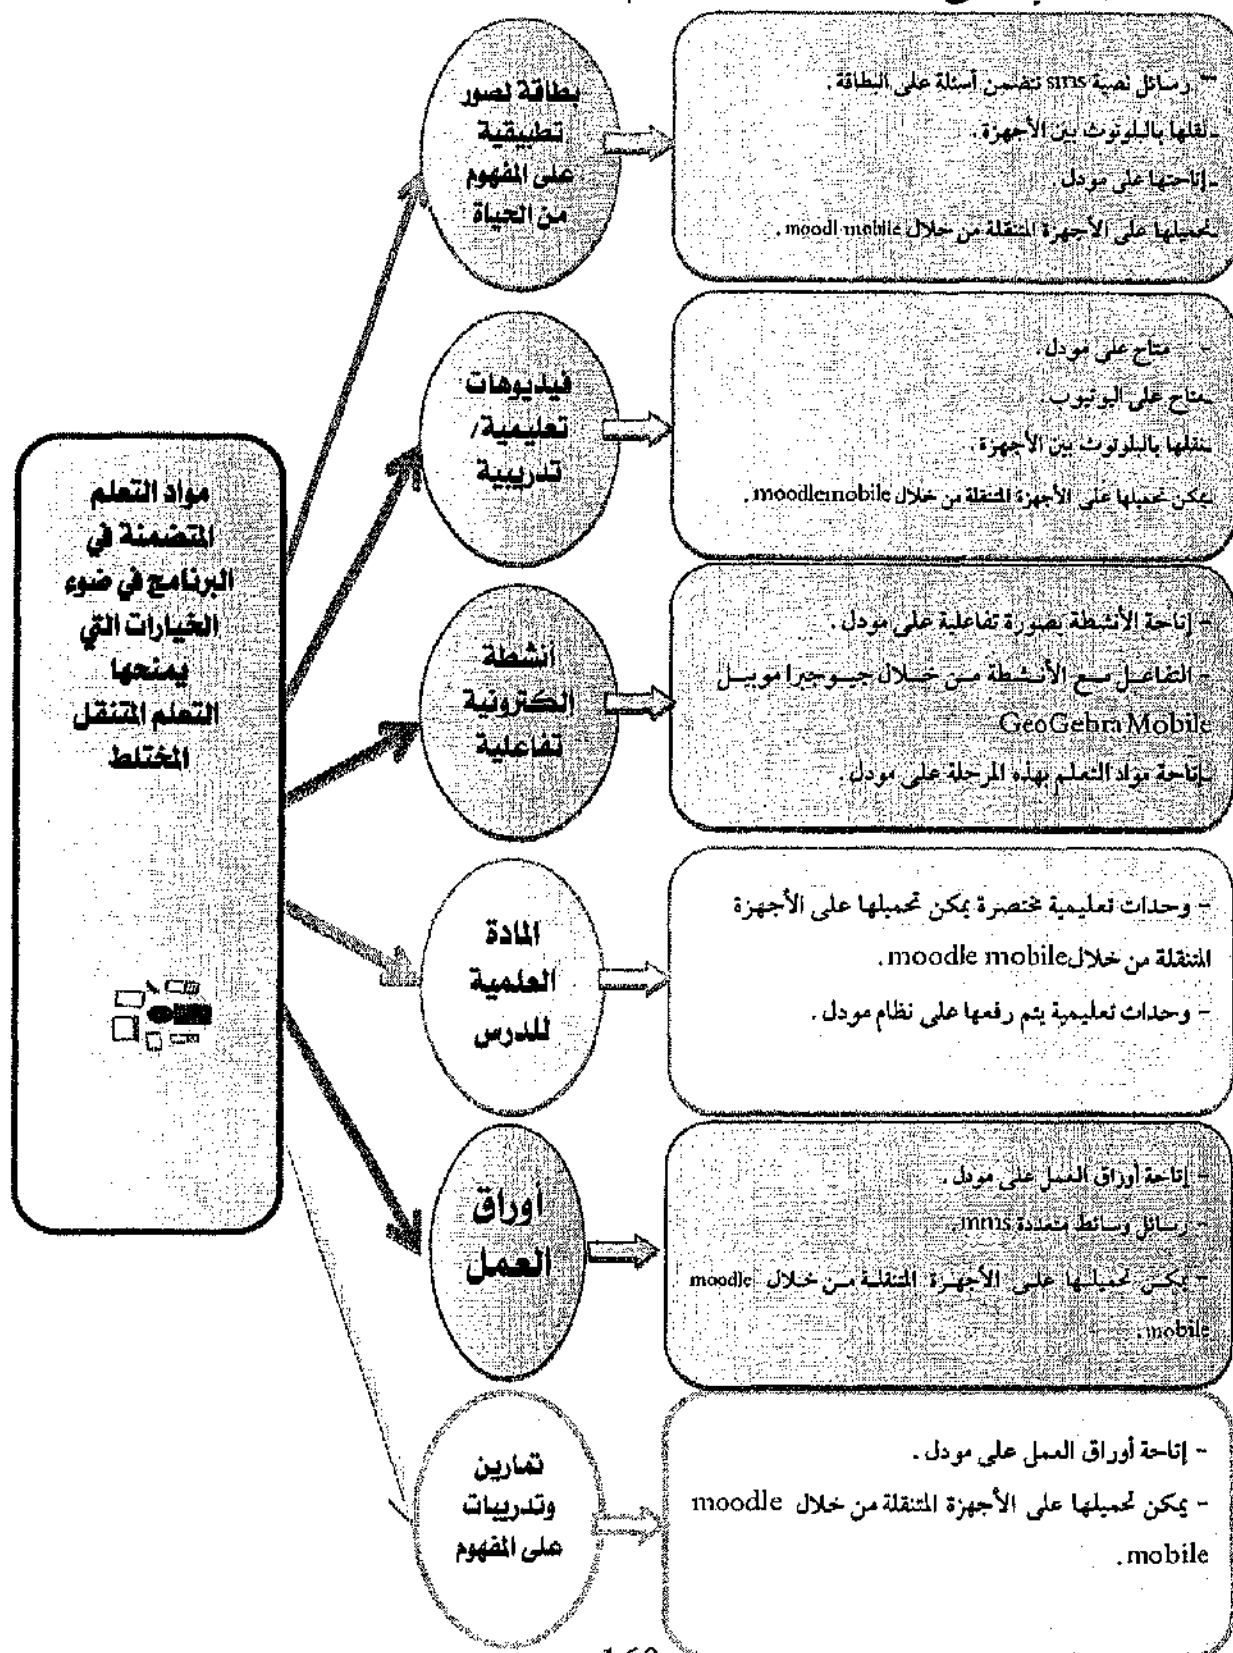 مواد التعلم
المتضمنة في
البرنامج في ضوء
الخيارات التي
يمنحها
التعلم المتنقل
المختلط
بطاقة لصور
تطبيقية
على المفهوم
من الحياة
– رسائل نصية sms تتضمن أسئلة على البطاقة.
-نقلها بالبلوتوث بين الأجهزة.
-إتاحتها على مودل.
-تحميلها على الأجهزة المتنقلة من خلال moodl mobile.
فيديوهات
تعليمية/
تدريبية
- متاح على مودل.
-متاح على اليوتيوب.
-نقلها بالبلوتوث بين الأجهزة.
-يمكن تحميلها على الأجهزة المتنقلة من خلال moodlemobile.
أنشطة
الكترونية
تفاعلية
- إتاحة الأنشطة بصورة تفاعلية على مودل.
- التفاعل مع الأنشطة من خلال جيوجبرا موبيل
GeoGebra Mobile
-إتاحة مواد التعلم بهذه المرحلة على مودل.
المادة
العلمية
للدرس
- وحدات تعليمية مختصرة يمكن تحميلها على الأجهزة
المتنقلة من خلال moodle mobile.
- وحدات تعليمية يتم رفعها على نظام مودل.
أوراق
العمل
- إتاحة أوراق العمل على مودل.
- رسائل وسائط متعددة mms
- يمكن تحميلها على الأجهزة المتنقلة من خلال moodle
mobile.
تمارين
وتدريبات
على المفهوم
- إتاحة أوراق العمل على مودل.
- يمكن تحميلها على الأجهزة المتنقلة من خلال moodle
mobile.